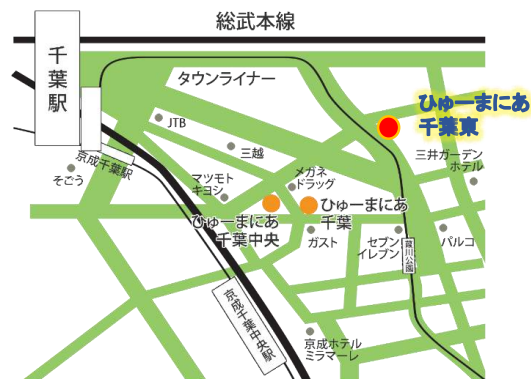 総武本線
千葉駅
タウンライナー
ひゅーまにあ
千葉東
JTB
三越
京成千葉駅
そごう
マツモト
キヨシ
メガネ
ドラッグ
三井ガーデン
ホテル
ひゅーまにあ
千葉中央
ひゅーまにあ
千葉
ガスト
セブン
イレブン
葭川公園
パルコ
京成千葉中央駅
京成ホテル
ミラマーレ